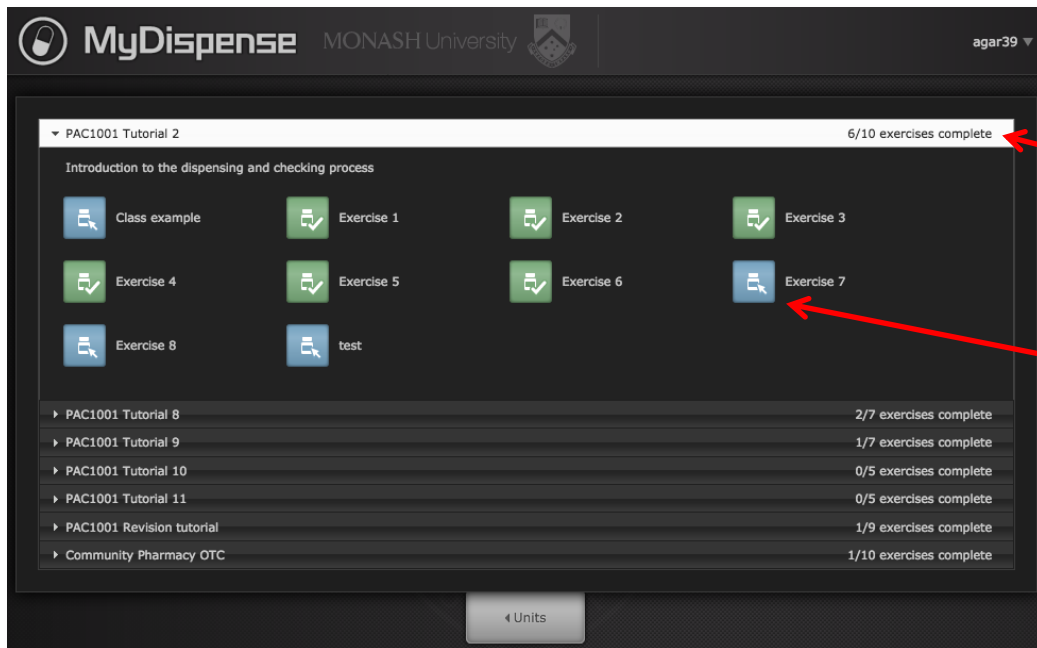 MyDispense MONASH University agar39
PAC1001 Tutorial 2 6/10 exercises complete
Introduction to the dispensing and checking process
Class example Exercise 1 Exercise 2 Exercise 3
Exercise 4 Exercise 5 Exercise 6 Exercise 7
Exercise 8 test
PAC1001 Tutorial 8 2/7 exercises complete
PAC1001 Tutorial 9 1/7 exercises complete
PAC1001 Tutorial 10 0/5 exercises complete
PAC1001 Tutorial 11 0/5 exercises complete
PAC1001 Revision tutorial 1/9 exercises complete
Community Pharmacy OTC 1/10 exercises complete
Units